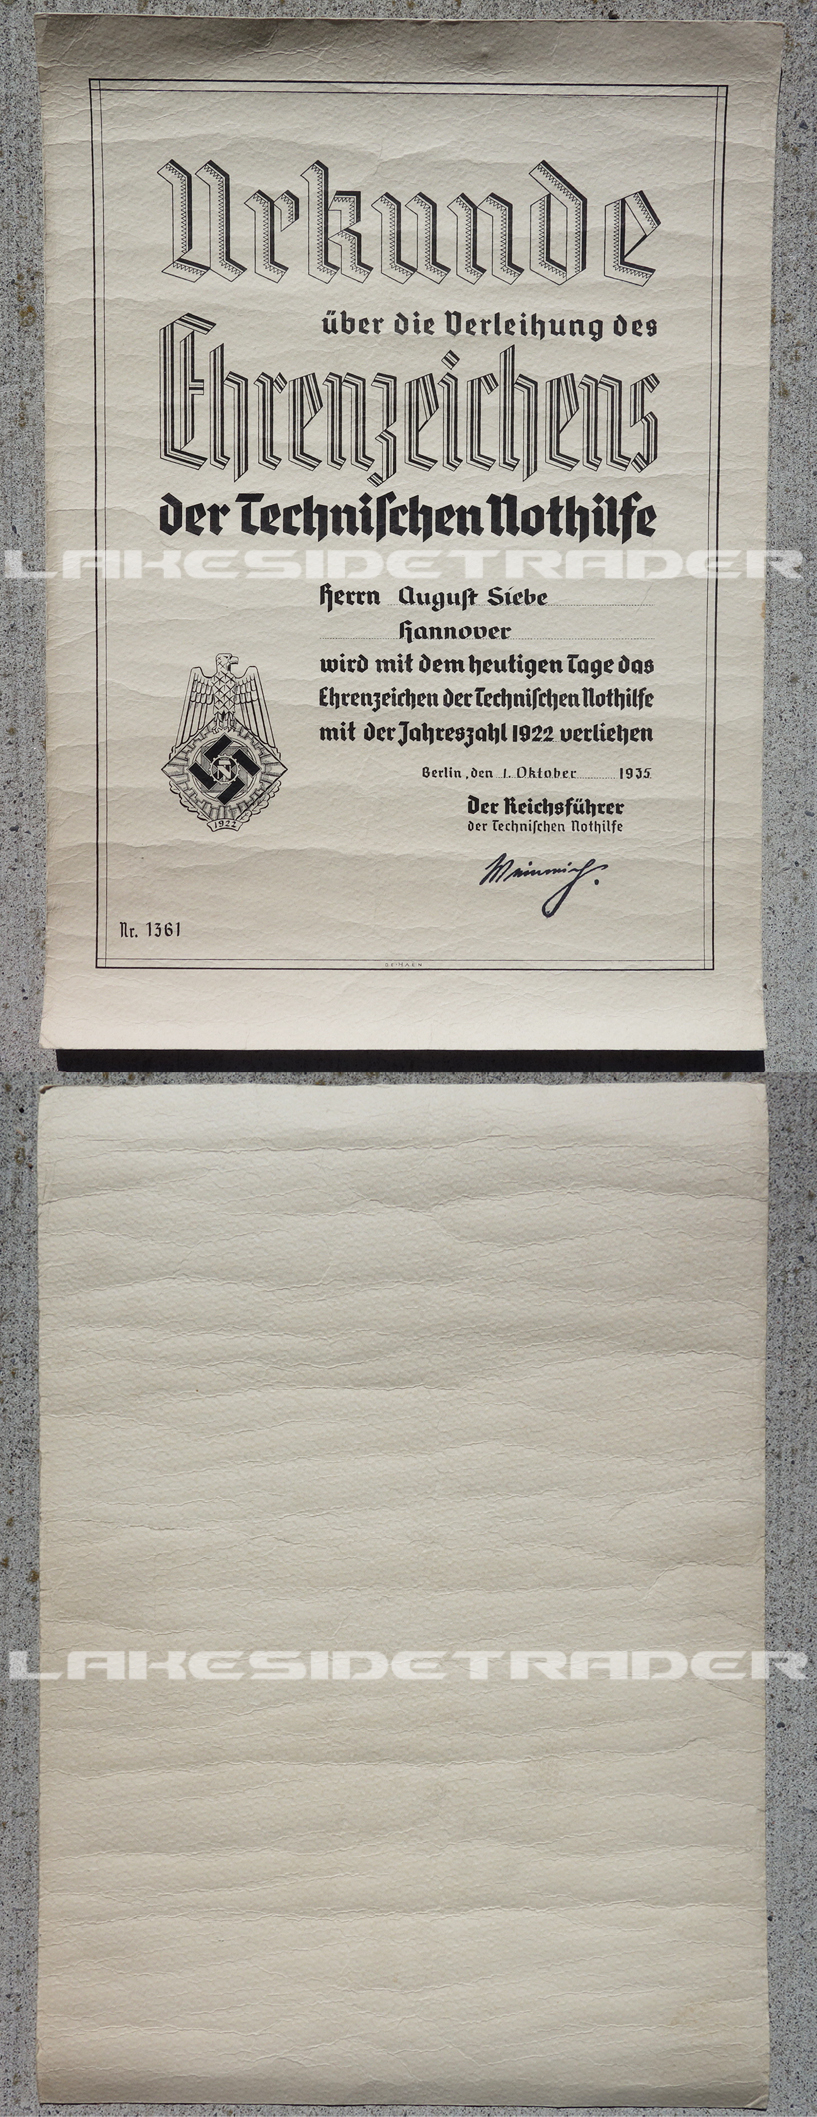 Urkunde
über die Verleihung des
Ehrenzeichens
der Techniſchen Nothilfe
LAKESIDETRADER
Herrn August Siebe
Hannover
wird mit dem heutigen Tage das
Ehrenzeichen der Techniſchen Nothilfe
mit der Jahreszahl 1922 verliehen
Berlin, den 1. Oktober 1935
Der Reichsführer
der Techniſchen Nothilfe
Weinreich.
1922
Nr. 1361
LAKESIDETRADER